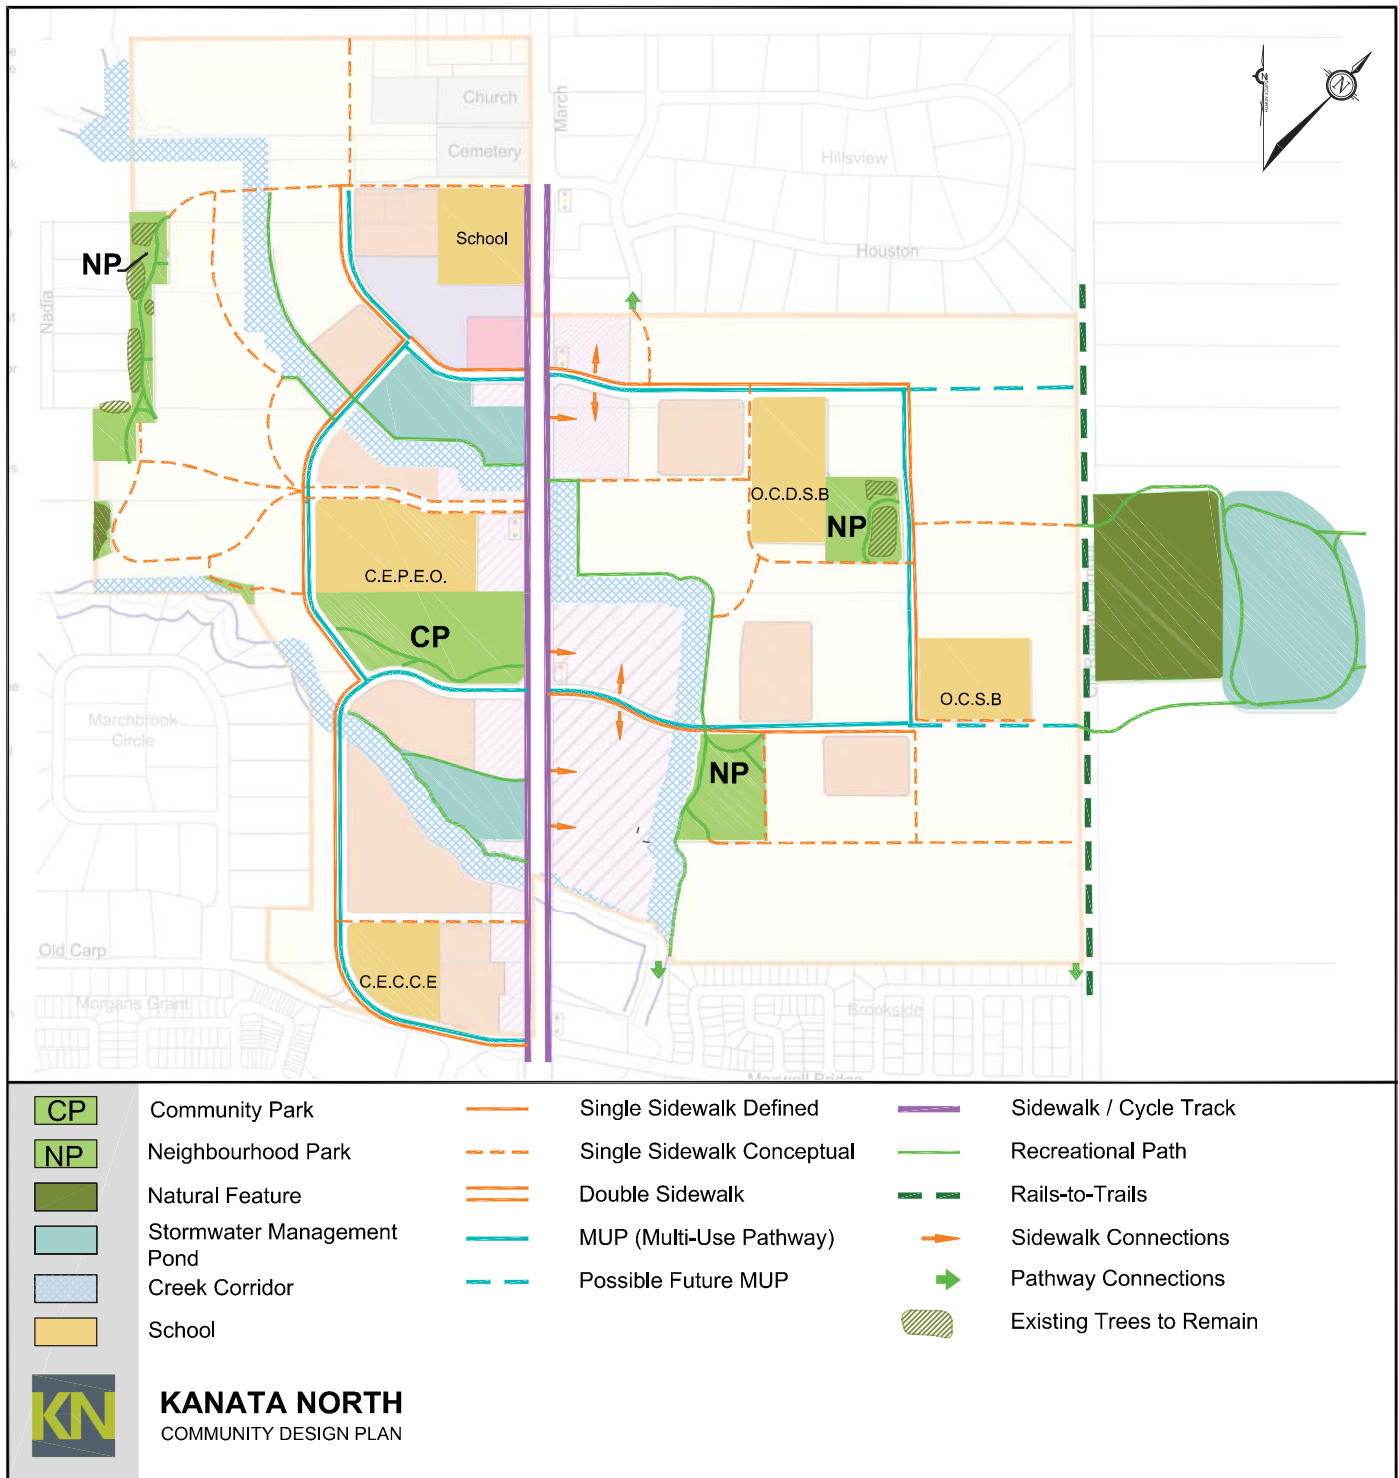 Church
March
Cemetery
Hillsview
School
Houston
NP
Nadia
O.C.D.S.B
NP
C.E.P.E.O.
CP
O.C.S.B
Marchbrook
Circle
NP
Old Carp
C.E.C.C.E
Morgans Grant
Brookside
Maxwell Bridge
CP Community Park
NP Neighbourhood Park
Natural Feature
Stormwater Management
Pond
Creek Corridor
School
Single Sidewalk Defined
Single Sidewalk Conceptual
Double Sidewalk
MUP (Multi-Use Pathway)
Possible Future MUP
Sidewalk / Cycle Track
Recreational Path
Rails-to-Trails
Sidewalk Connections
Pathway Connections
Existing Trees to Remain
KN
KANATA NORTH
COMMUNITY DESIGN PLAN